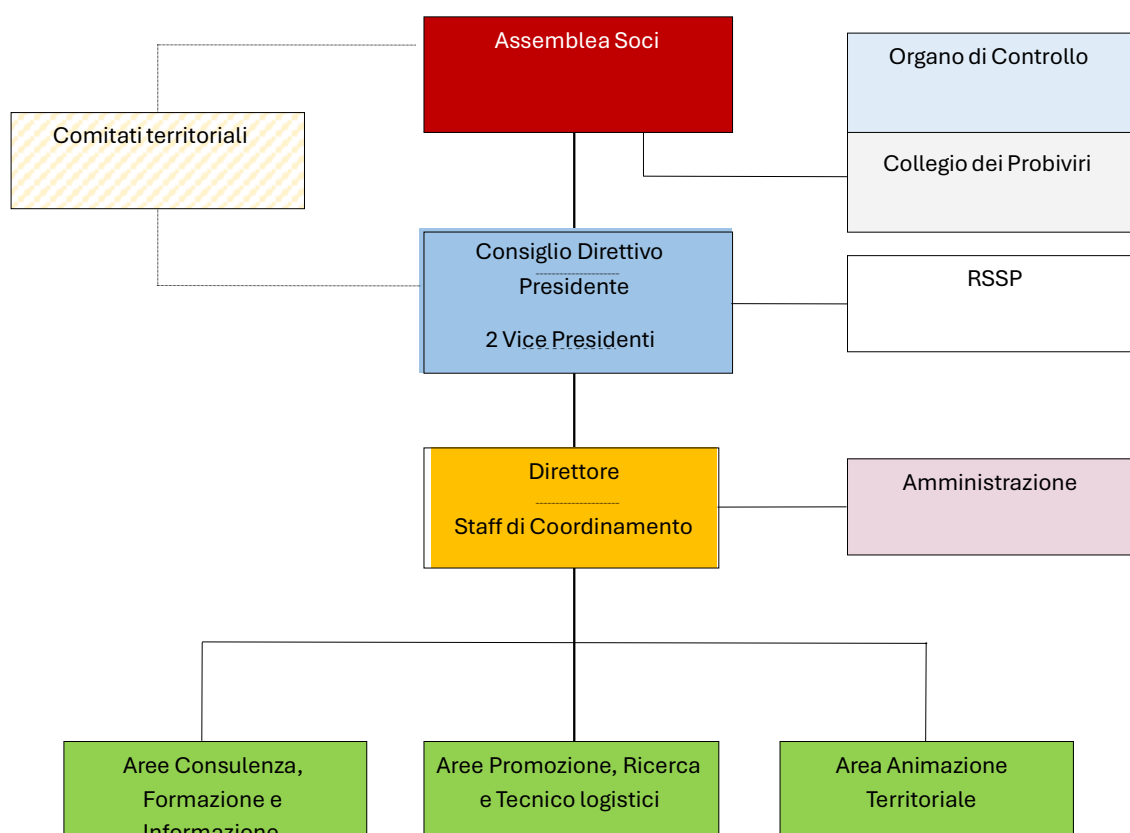 Assemblea Soci
Organo di Controllo
Comitati territoriali
Collegio dei Probiviri
Consiglio Direttivo
Presidente
2 Vice Presidenti
RSSP
Direttore
Staff di Coordinamento
Amministrazione
Aree Consulenza,
Formazione e
Informazione
Aree Promozione, Ricerca
e Tecnico logistici
Area Animazione
Territoriale